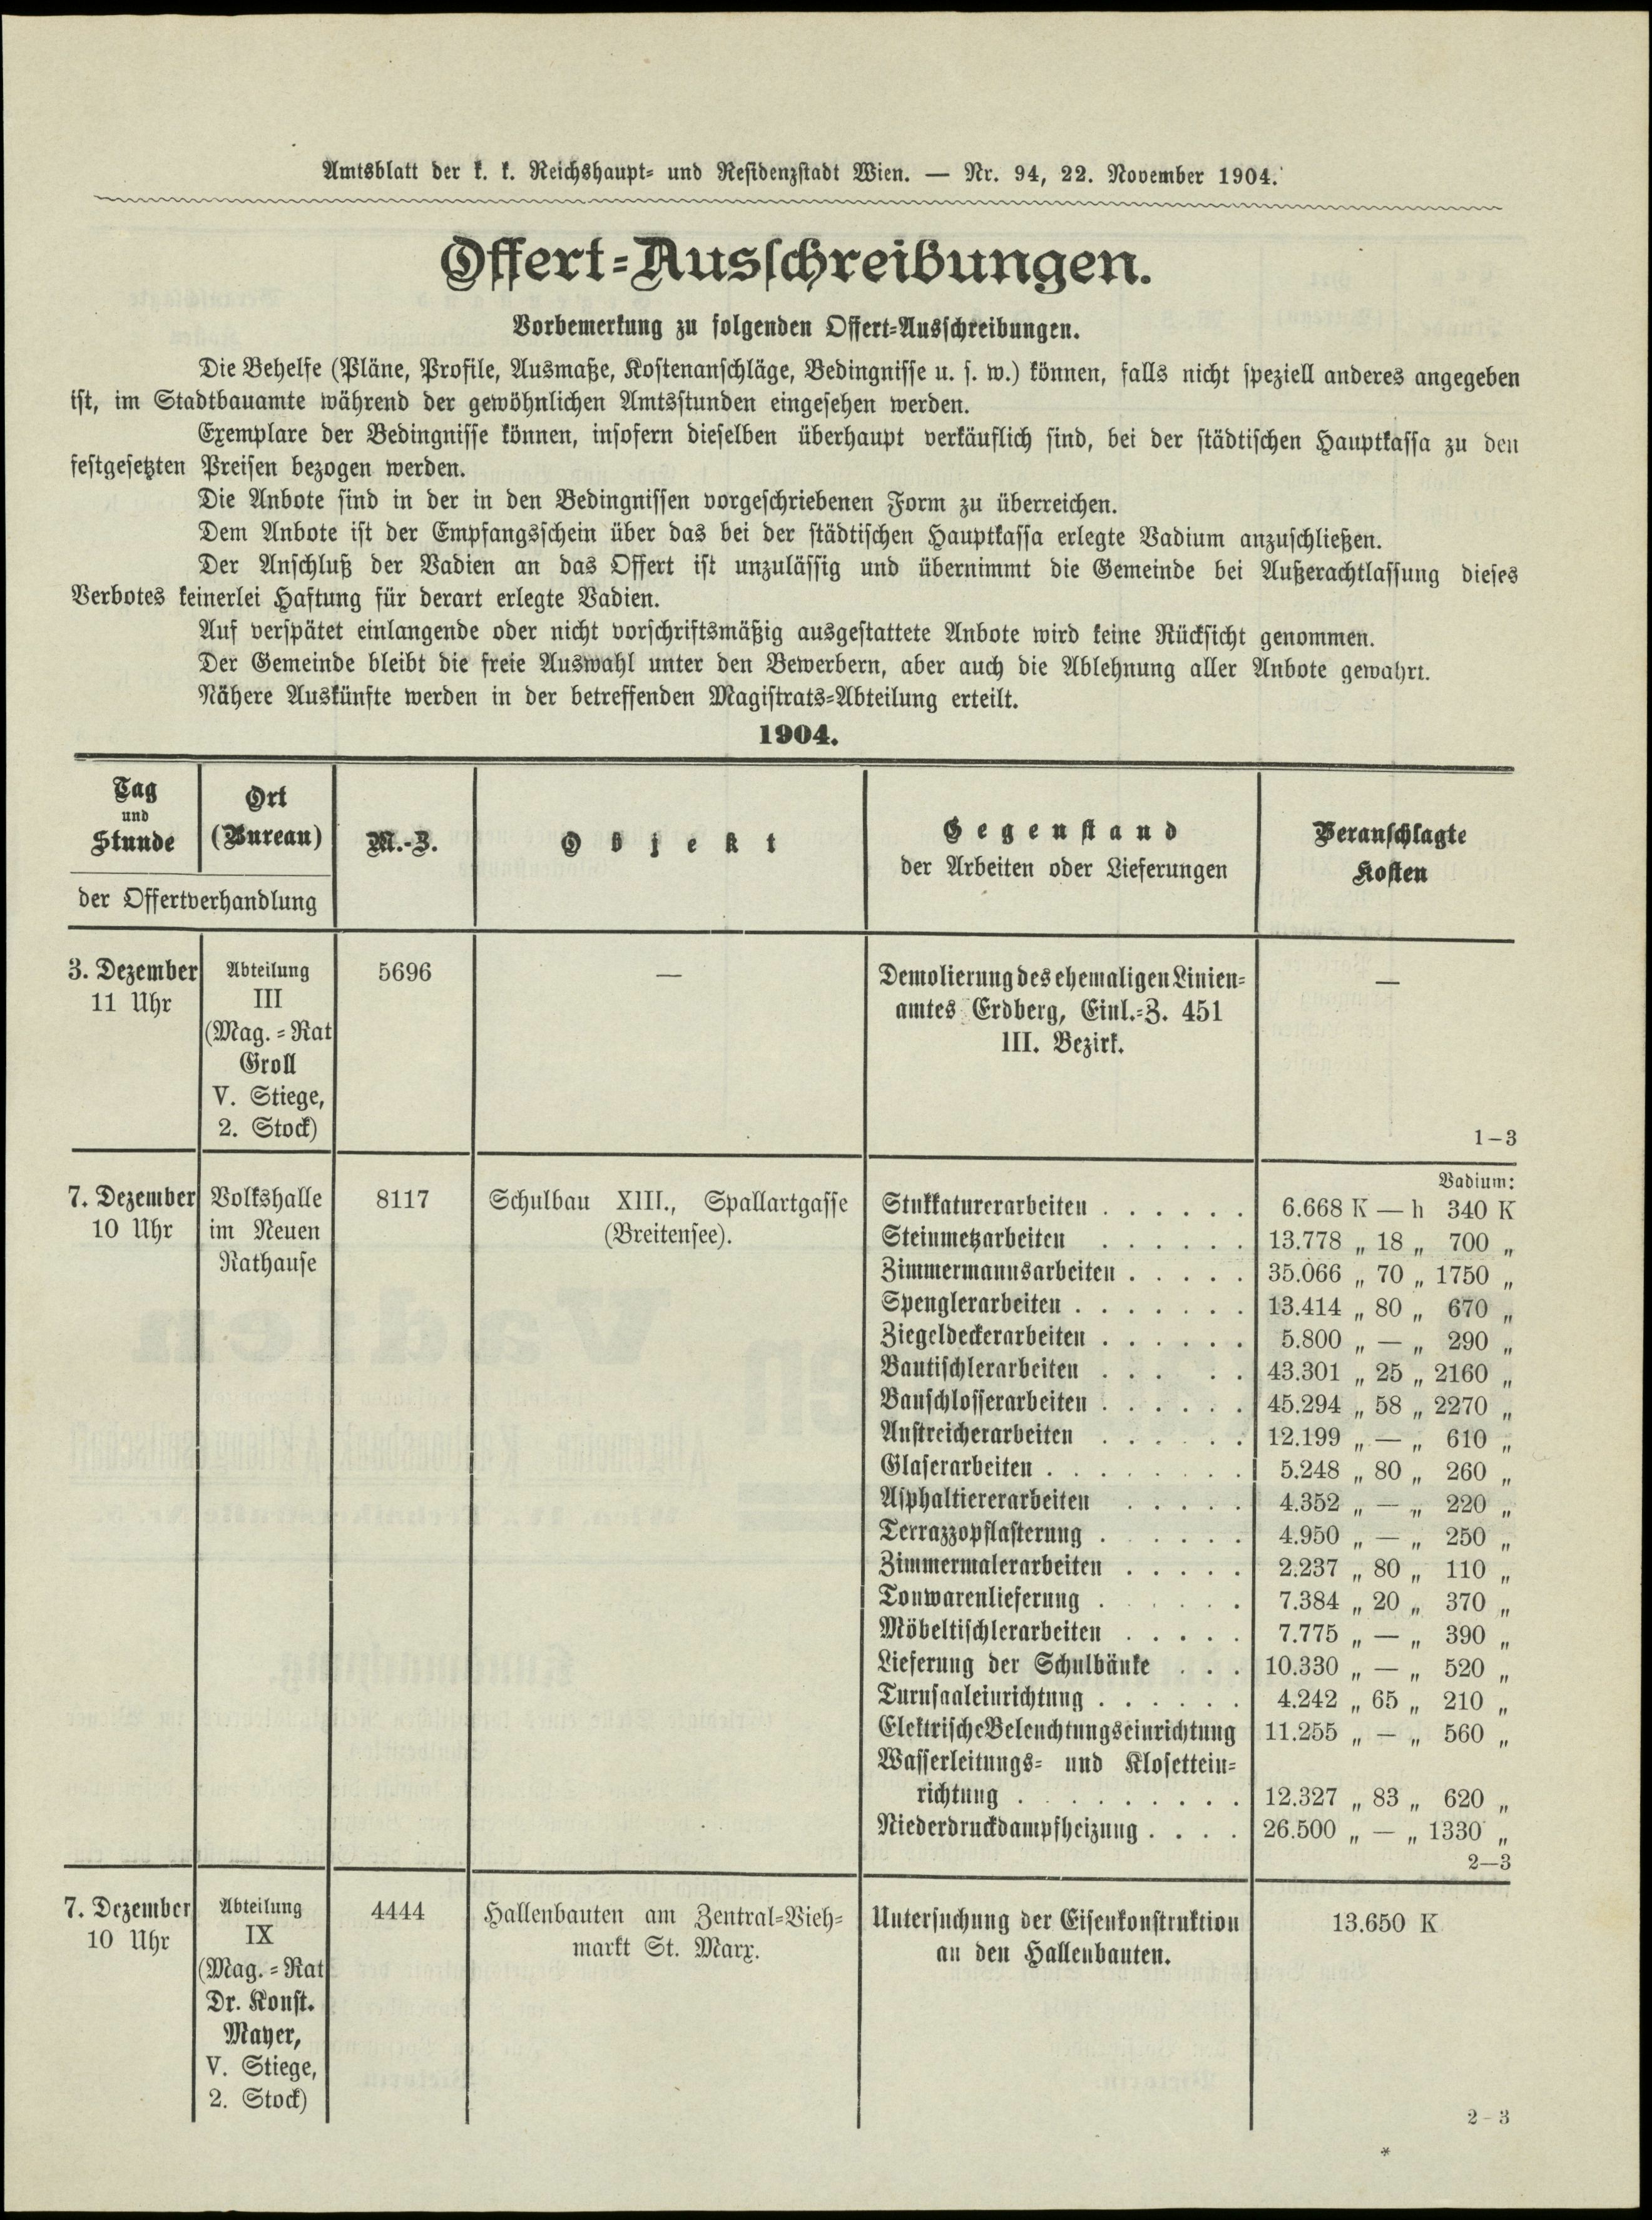 Amtsblatt der k. k. Reichshaupt- und Residenzstadt Wien. — Nr. 94, 22. November 1904.
Offert-Ausschreibungen.
Vorbemerkung zu folgenden Offert-Ausschreibungen.
Die Behelfe (Pläne, Profile, Ausmaße, Kostenanschläge, Bedingnisse u. s. w.) können, falls nicht speziell anderes angegeben
ist, im Stadtbauamte während der gewöhnlichen Amtsstunden eingesehen werden.
Exemplare der Bedingnisse können, insofern dieselben überhaupt verkäuflich sind, bei der städtischen Hauptkassa zu den
festgesetzten Preisen bezogen werden.
Die Anbote sind in der in den Bedingnissen vorgeschriebenen Form zu überreichen.
Dem Anbote ist der Empfangsschein über das bei der städtischen Hauptkassa erlegte Vadium anzuschließen.
Der Anschluß der Vadien an das Offert ist unzulässig und übernimmt die Gemeinde bei Außerachtlassung dieses
Verbotes keinerlei Haftung für derart erlegte Vadien.
Auf verspätet einlangende oder nicht vorschriftsmäßig ausgestattete Anbote wird keine Rücksicht genommen.
Der Gemeinde bleibt die freie Auswahl unter den Bewerbern, aber auch die Ablehnung aller Anbote gewahrt.
Nähere Auskünfte werden in der betreffenden Magistrats-Abteilung erteilt.
1904.
Tag
und
Stunde
Ort
(Bureau)
der Offertverhandlung
M.-Z.
Objekt
Gegenstand
der Arbeiten oder Lieferungen
Veranschlagte
Kosten
3. Dezember
11 Uhr
Abteilung
III
(Mag.-Rat
Groll
V. Stiege,
2. Stock)
5696
—
Demolierung des ehemaligen Linien-
amtes Erdberg, Einl.-Z. 451
III. Bezirk.
—
1–3
7. Dezember
10 Uhr
Volkshalle
im Neuen
Rathause
8117
Schulbau XIII., Spallartgasse
(Breitensee).
Vadium:
Stukkaturerarbeiten . . . . . . 6.668 K — h 340 K
Steinmetzarbeiten . . . . . . 13.778 „ 18 „ 700 „
Zimmermannsarbeiten . . . . . 35.066 „ 70 „ 1750 „
Spenglerarbeiten . . . . . . . 13.414 „ 80 „ 670 „
Ziegeldeckerarbeiten . . . . . . 5.800 „ — „ 290 „
Bautischlerarbeiten . . . . . 43.301 „ 25 „ 2160 „
Bauschlosserarbeiten . . . . . . 45.294 „ 58 „ 2270 „
Anstreicherarbeiten . . . . . . 12.199 „ — „ 610 „
Glaserarbeiten . . . . . . . . 5.248 „ 80 „ 260 „
Asphaltiererarbeiten . . . . . 4.352 „ — „ 220 „
Terrazzopflasterung . . . . . . 4.950 „ — „ 250 „
Zimmermalerarbeiten . . . . . 2.237 „ 80 „ 110 „
Tonwarenlieferung . . . . . . 7.384 „ 20 „ 370 „
Möbeltischlerarbeiten . . . . . 7.775 „ — „ 390 „
Lieferung der Schulbänke . . . 10.330 „ — „ 520 „
Turnsaaleinrichtung . . . . . . 4.242 „ 65 „ 210 „
Elektrische Beleuchtungseinrichtung 11.255 „ — „ 560 „
Wasserleitungs- und Klosettein-
richtung . . . . . . . . . 12.327 „ 83 „ 620 „
Niederdruckdampfheizung . . . . 26.500 „ — „ 1330 „
2—3
7. Dezember
10 Uhr
Abteilung
IX
(Mag.-Rat
Dr. Konst.
Mayer,
V. Stiege,
2. Stock)
4444
Hallenbauten am Zentral-Vieh-
markt St. Marx.
Untersuchung der Eisenkonstruktion
an den Hallenbauten.
13.650 K
2–3
*